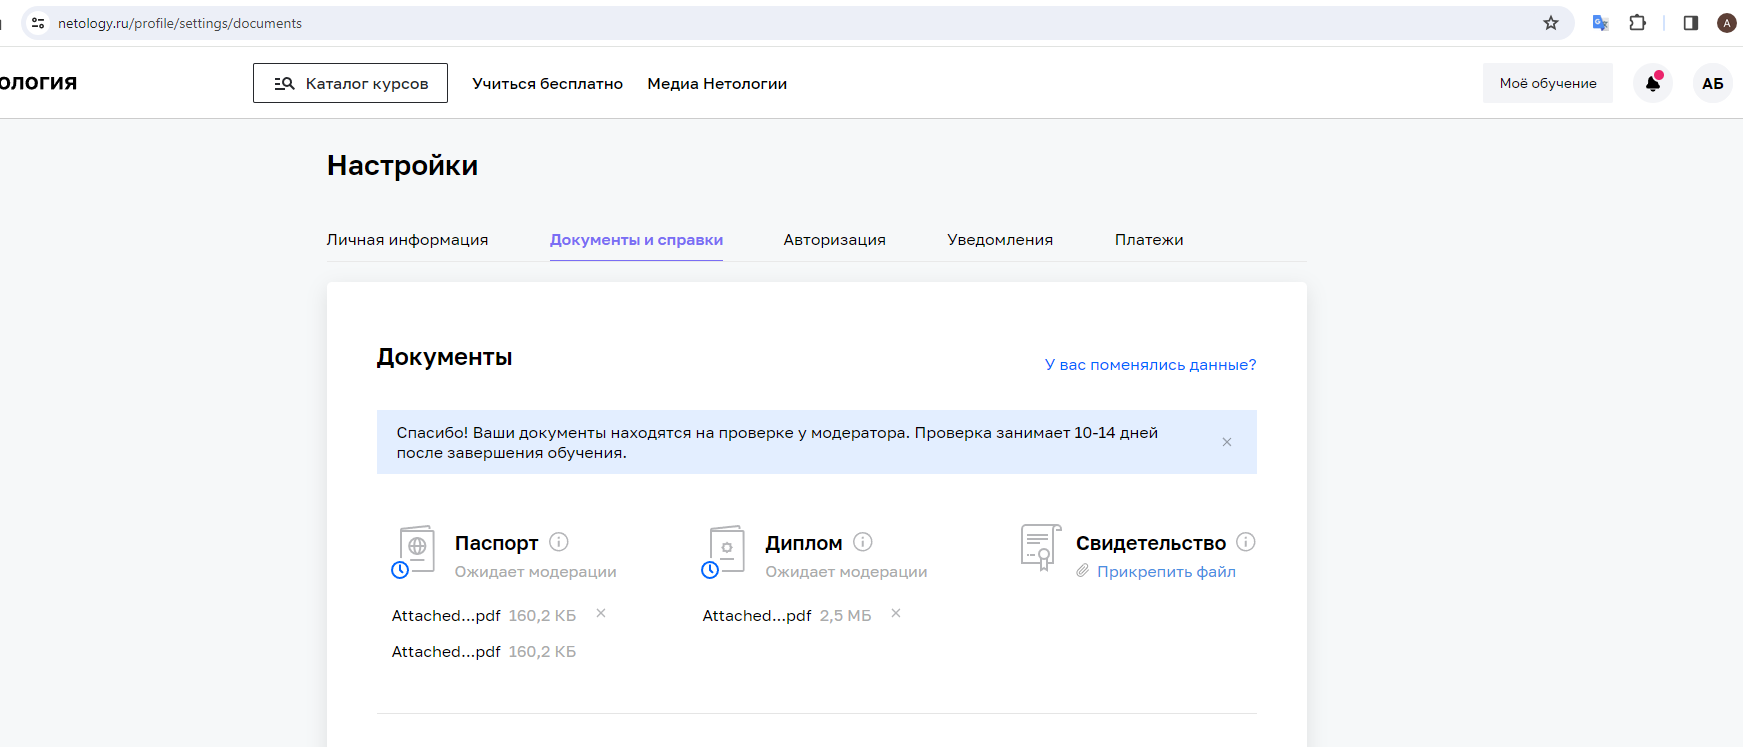 netology.ru/profile/settings/documents
A
ология
Каталог курсов
Учиться бесплатно
Медиа Нетологии
Моё обучение
АБ
Настройки
Личная информация
Документы и справки
Авторизация
Уведомления
Платежи
Документы
У вас поменялись данные?
Спасибо! Ваши документы находятся на проверке у модератора. Проверка занимает 10-14 дней
после завершения обучения.
Паспорт
Ожидает модерации
Attached...pdf 160,2 КБ
Attached...pdf 160,2 КБ
Диплом
Ожидает модерации
Attached...pdf 2,5 МБ
Свидетельство
Прикрепить файл